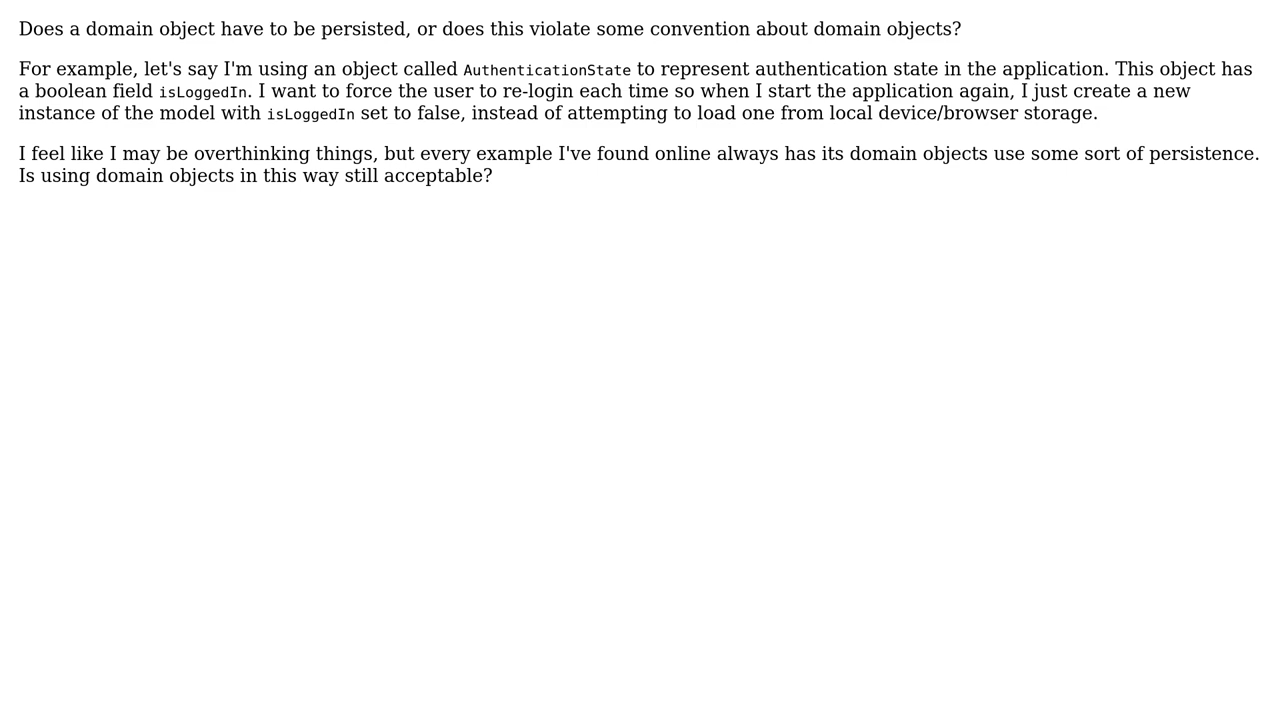 Does a domain object have to be persisted, or does this violate some convention about domain objects?
For example, let's say I'm using an object called AuthenticationState to represent authentication state in the application. This object has
a boolean field isLoggedIn. I want to force the user to re-login each time so when I start the application again, I just create a new
instance of the model with isLoggedIn set to false, instead of attempting to load one from local device/browser storage.
I feel like I may be overthinking things, but every example I've found online always has its domain objects use some sort of persistence.
Is using domain objects in this way still acceptable?